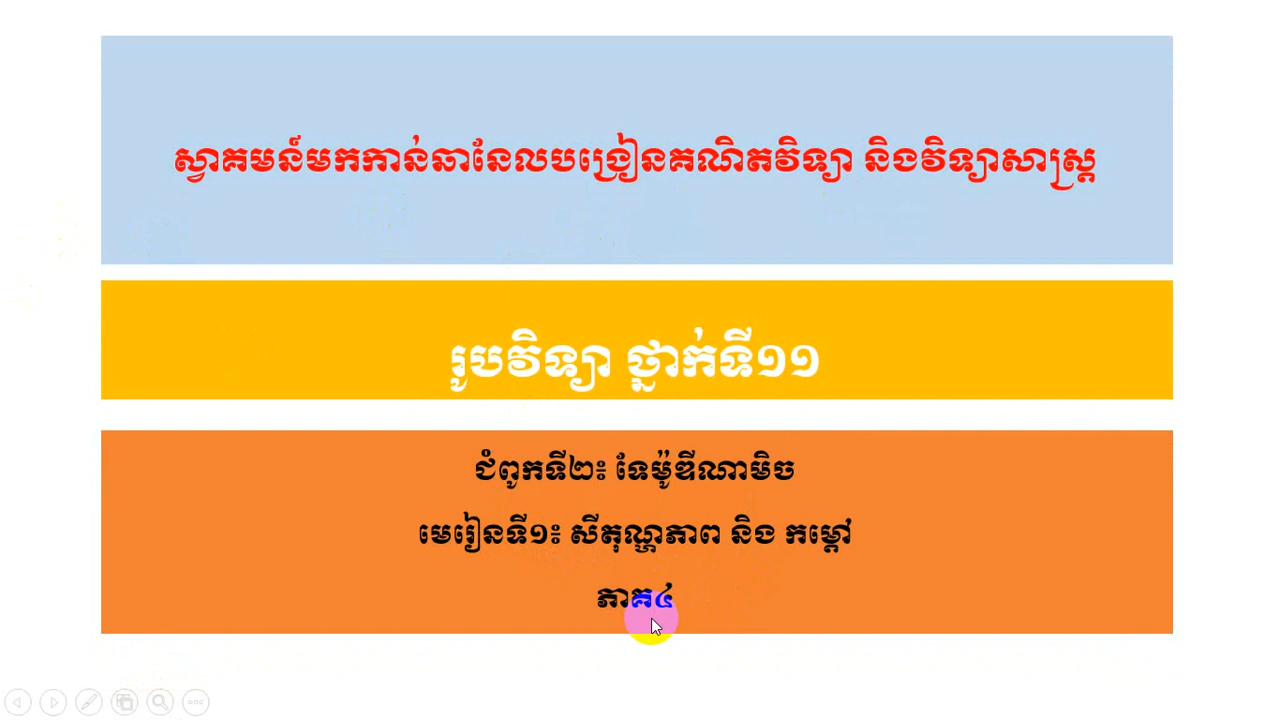 ស្វាគមន៍មកកាន់ឆានែលបង្រៀនគណិតវិទ្យា និងវិទ្យាសាស្ត្រ
រូបវិទ្យា ថ្នាក់ទី១១
ជំពូកទី២៖ ទែម៉ូឌីណាមិច
មេរៀនទី១៖ សីតុណ្ហភាព និង កម្ដៅ
ភាគ៤